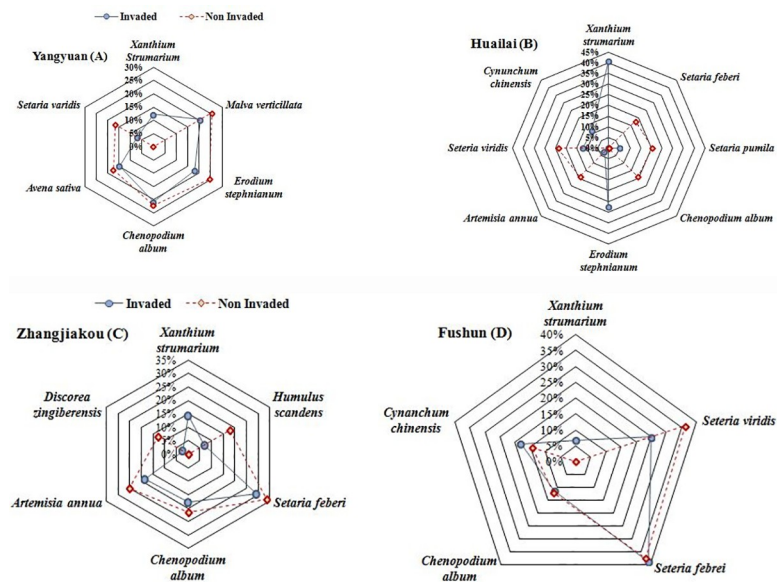 Invaded Non Invaded
Yangyuan (A)
Xanthium
Strumarium
30%
25%
20%
15%
10%
5%
0%
Malva verticillata
Erodium
stephnianum
Chenopodium
album
Avena sativa
Setaria varidis
Huailai (B)
Xanthium
strumarium
45%
40%
35%
30%
25%
20%
15%
10%
5%
0%
Setaria feberi
Setaria pumila
Chenopodium album
Erodium
stephnianum
Artemisia annua
Seteria viridis
Cynunchum
chinensis
Invaded Non Invaded
Zhangjiakou (C)
Xanthium
strumarium
35%
30%
25%
20%
15%
10%
5%
0%
Humulus
scandens
Setaria feberi
Chenopodium
album
Artemisia annua
Discorea
zingiberensis
Fushun (D)
Xanthium
strumarium
40%
35%
30%
25%
20%
15%
10%
5%
0%
Seteria viridis
Seteria febrei
Chenopodium
album
Cynanchum
chinensis